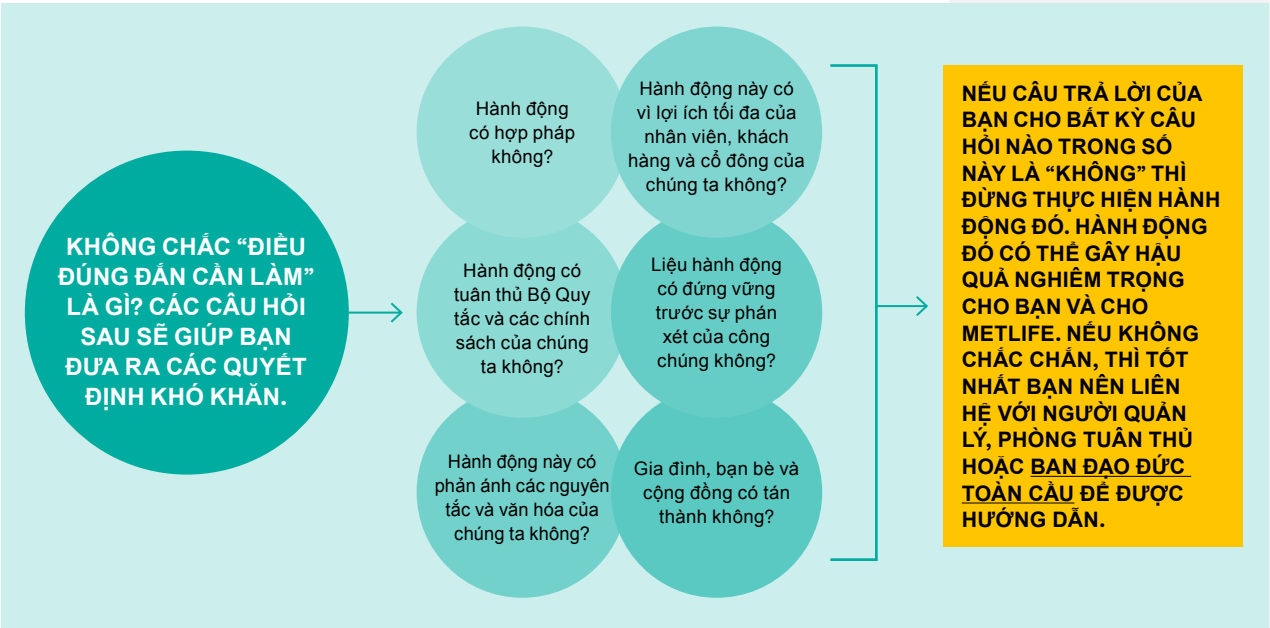 KHÔNG CHẮC “ĐIỀU
ĐÚNG ĐẮN CẦN LÀM”
LÀ GÌ? CÁC CÂU HỎI
SAU SẼ GIÚP BẠN
ĐƯA RA CÁC QUYẾT
ĐỊNH KHÓ KHĂN.
Hành động
có hợp pháp
không?
Hành động này có
vì lợi ích tối đa của
nhân viên, khách
hàng và cổ đông của
chúng ta không?
Hành động có
tuân thủ Bộ Quy
tắc và các chính
sách của chúng
ta không?
Liệu hành động
có đứng vững
trước sự phán
xét của công
chúng không?
Hành động này có
phản ánh các nguyên
tắc và văn hóa của
chúng ta không?
Gia đình, bạn bè và
cộng đồng có tán
thành không?
NẾU CÂU TRẢ LỜI CỦA
BẠN CHO BẤT KỲ CÂU
HỎI NÀO TRONG SỐ
NÀY LÀ “KHÔNG” THÌ
ĐỪNG THỰC HIỆN HÀNH
ĐỘNG ĐÓ. HÀNH ĐỘNG
ĐÓ CÓ THỂ GÂY HẬU
QUẢ NGHIÊM TRỌNG
CHO BẠN VÀ CHO
METLIFE. NẾU KHÔNG
CHẮC CHẮN, THÌ TỐT
NHẤT BẠN NÊN LIÊN
HỆ VỚI NGƯỜI QUẢN
LÝ, PHÒNG TUÂN THỦ
HOẶC BAN ĐẠO ĐỨC
TOÀN CẦU ĐỂ ĐƯỢC
HƯỚNG DẪN.